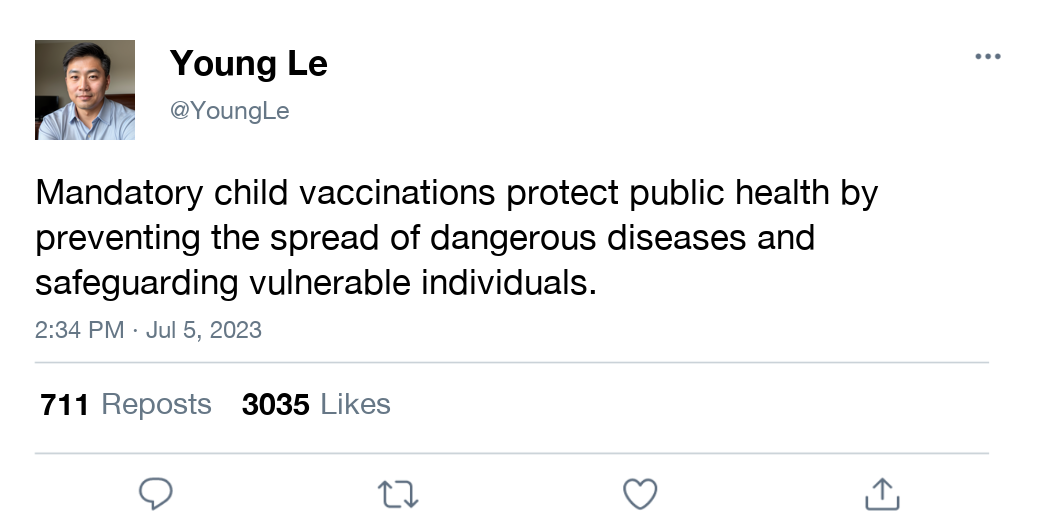 Young Le
@YoungLe
Mandatory child vaccinations protect public health by
preventing the spread of dangerous diseases and
safeguarding vulnerable individuals.
2:34 PM · Jul 5, 2023
711 Reposts 3035 Likes